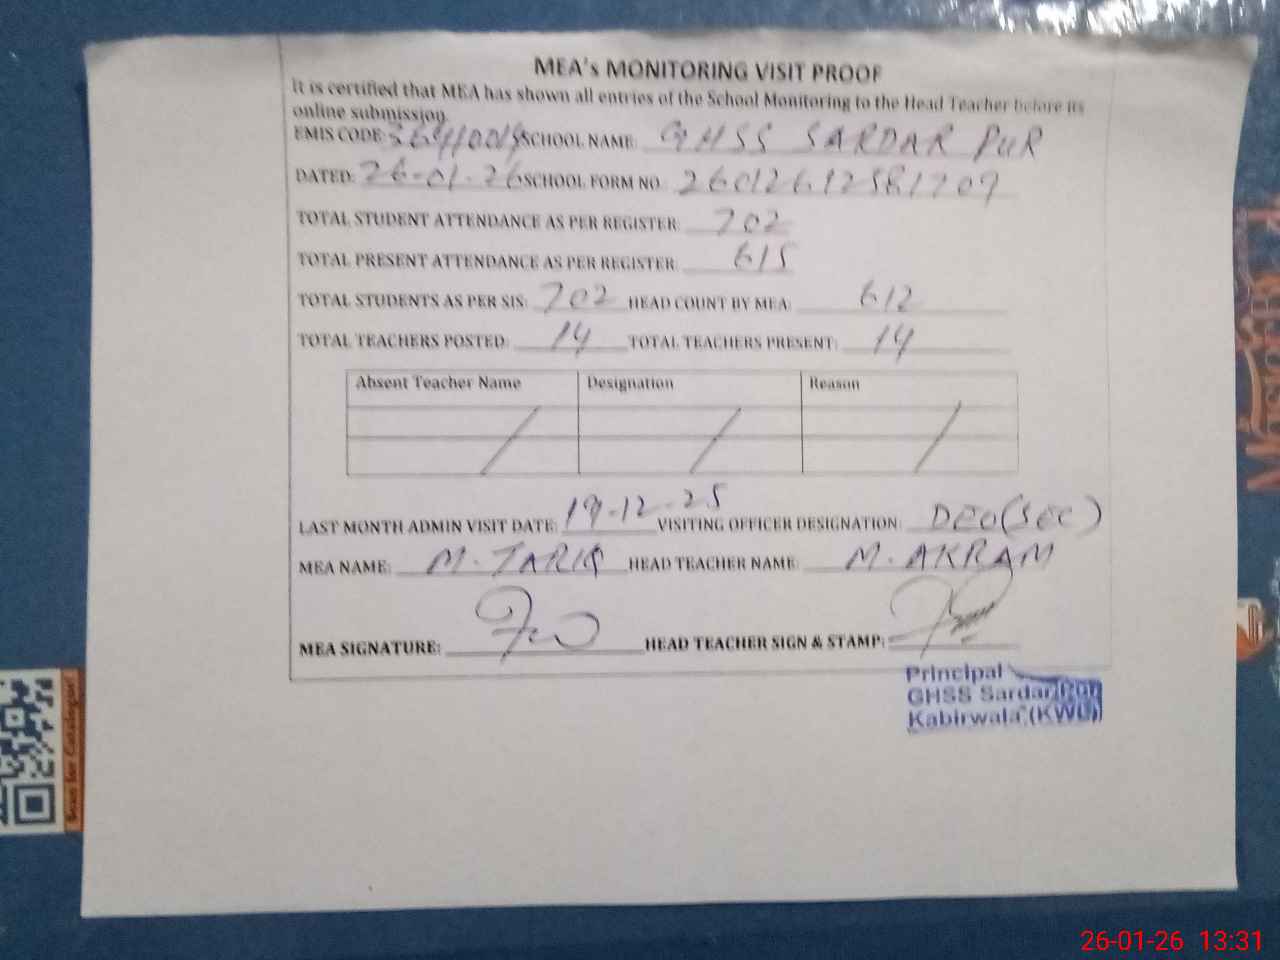 MEA's MONITORING VISIT PROOF
It is certified that MEA has shown all entries of the School Monitoring to the Head Teacher before its
online submission.
EMIS CODE: SCHOOL NAME: GHSS SARDAR PUR
DATED: 26-01-26 SCHOOL FORM NO.
TOTAL STUDENT ATTENDANCE AS PER REGISTER: 702
TOTAL PRESENT ATTENDANCE AS PER REGISTER: 615
TOTAL STUDENTS AS PER SIS: 702 HEAD COUNT BY MEA: 612
TOTAL TEACHERS POSTED: 14 TOTAL TEACHERS PRESENT: 14
Absent Teacher Name Designation Reason
LAST MONTH ADMIN VISIT DATE: 19-12-25 VISITING OFFICER DESIGNATION: DEO(SEC)
MEA NAME: M. TARIQ HEAD TEACHER NAME: M. AKRAM
MEA SIGNATURE: HEAD TEACHER SIGN & STAMP:
Principal
GHSS Sardar Pur
Kabirwala (KWL)
Scan for Catalogue
26-01-26 13:31